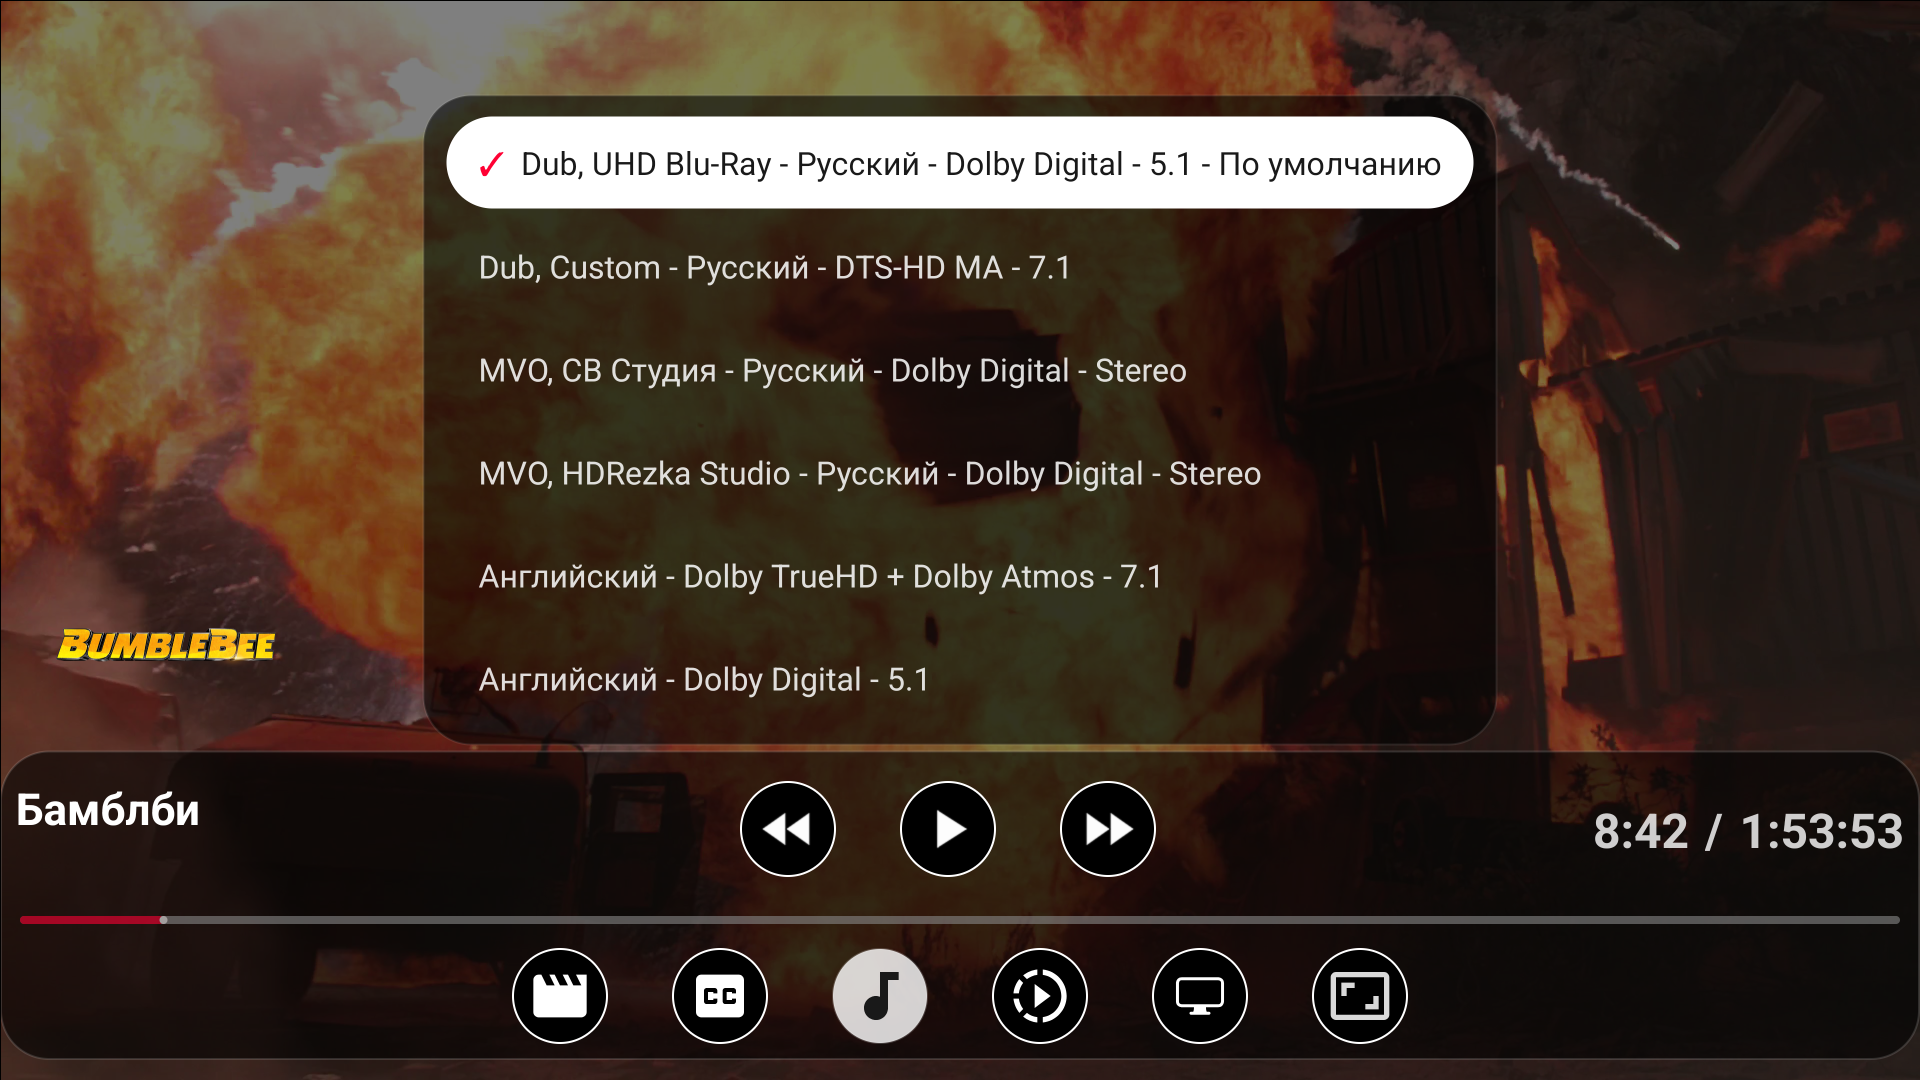 ✓ Dub, UHD Blu-Ray - Русский - Dolby Digital - 5.1 - По умолчанию
Dub, Custom - Русский - DTS-HD MA - 7.1
MVO, СВ Студия - Русский - Dolby Digital - Stereo
MVO, HDRezka Studio - Русский - Dolby Digital - Stereo
Английский - Dolby TrueHD + Dolby Atmos - 7.1
Английский - Dolby Digital - 5.1
BUMBLEBEE
Бамблби
8:42 / 1:53:53
CC